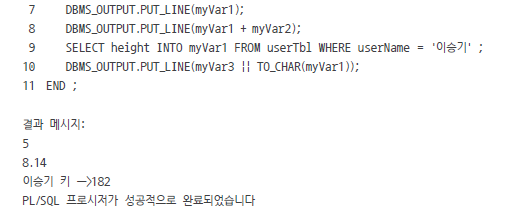 7 DBMS_OUTPUT.PUT_LINE(myVar1);
8 DBMS_OUTPUT.PUT_LINE(myVar1 + myVar2);
9 SELECT height INTO myVar1 FROM userTbl WHERE userName = '이승기' ;
10 DBMS_OUTPUT.PUT_LINE(myVar3 || TO_CHAR(myVar1));
11 END ;
결과 메시지:
5
8.14
이승기 키 —>182
PL/SQL 프로시저가 성공적으로 완료되었습니다